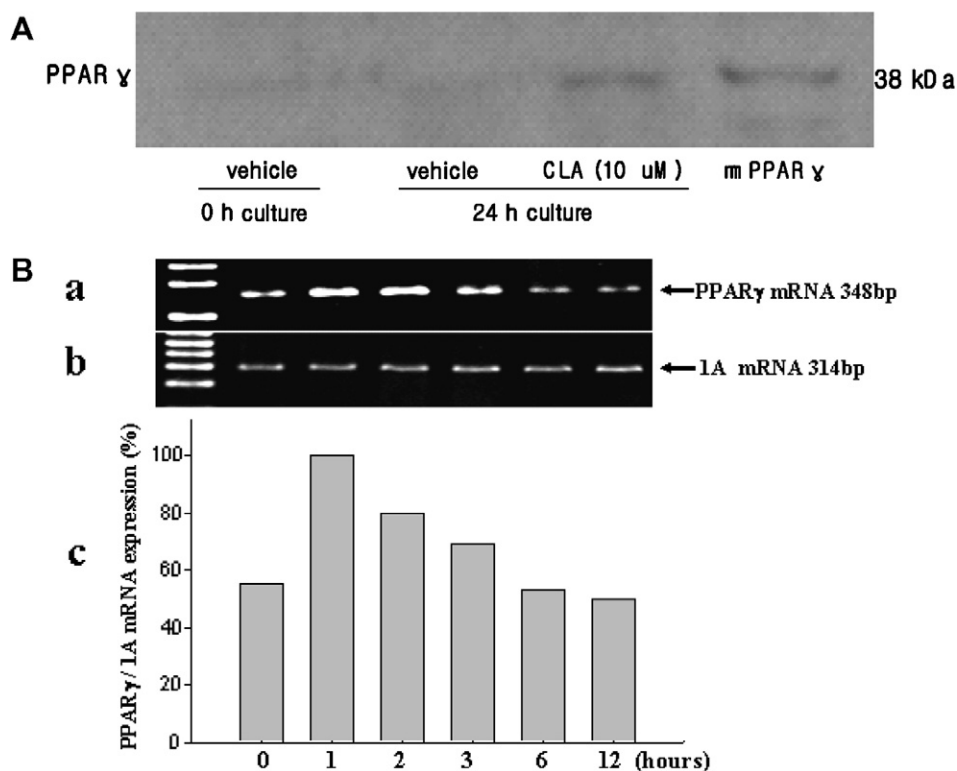 A
PPAR ɣ
38 kDa
vehicle
vehicle
CLA (10 uM)
rmPPAR ɣ
0 h culture
24 h culture
B
a
PPARγ mRNA 348bp
b
1A mRNA 314bp
c
PPARγ / 1A mRNA expression (%)
100
80
60
40
20
0
0 1 2 3 6 12 (hours)